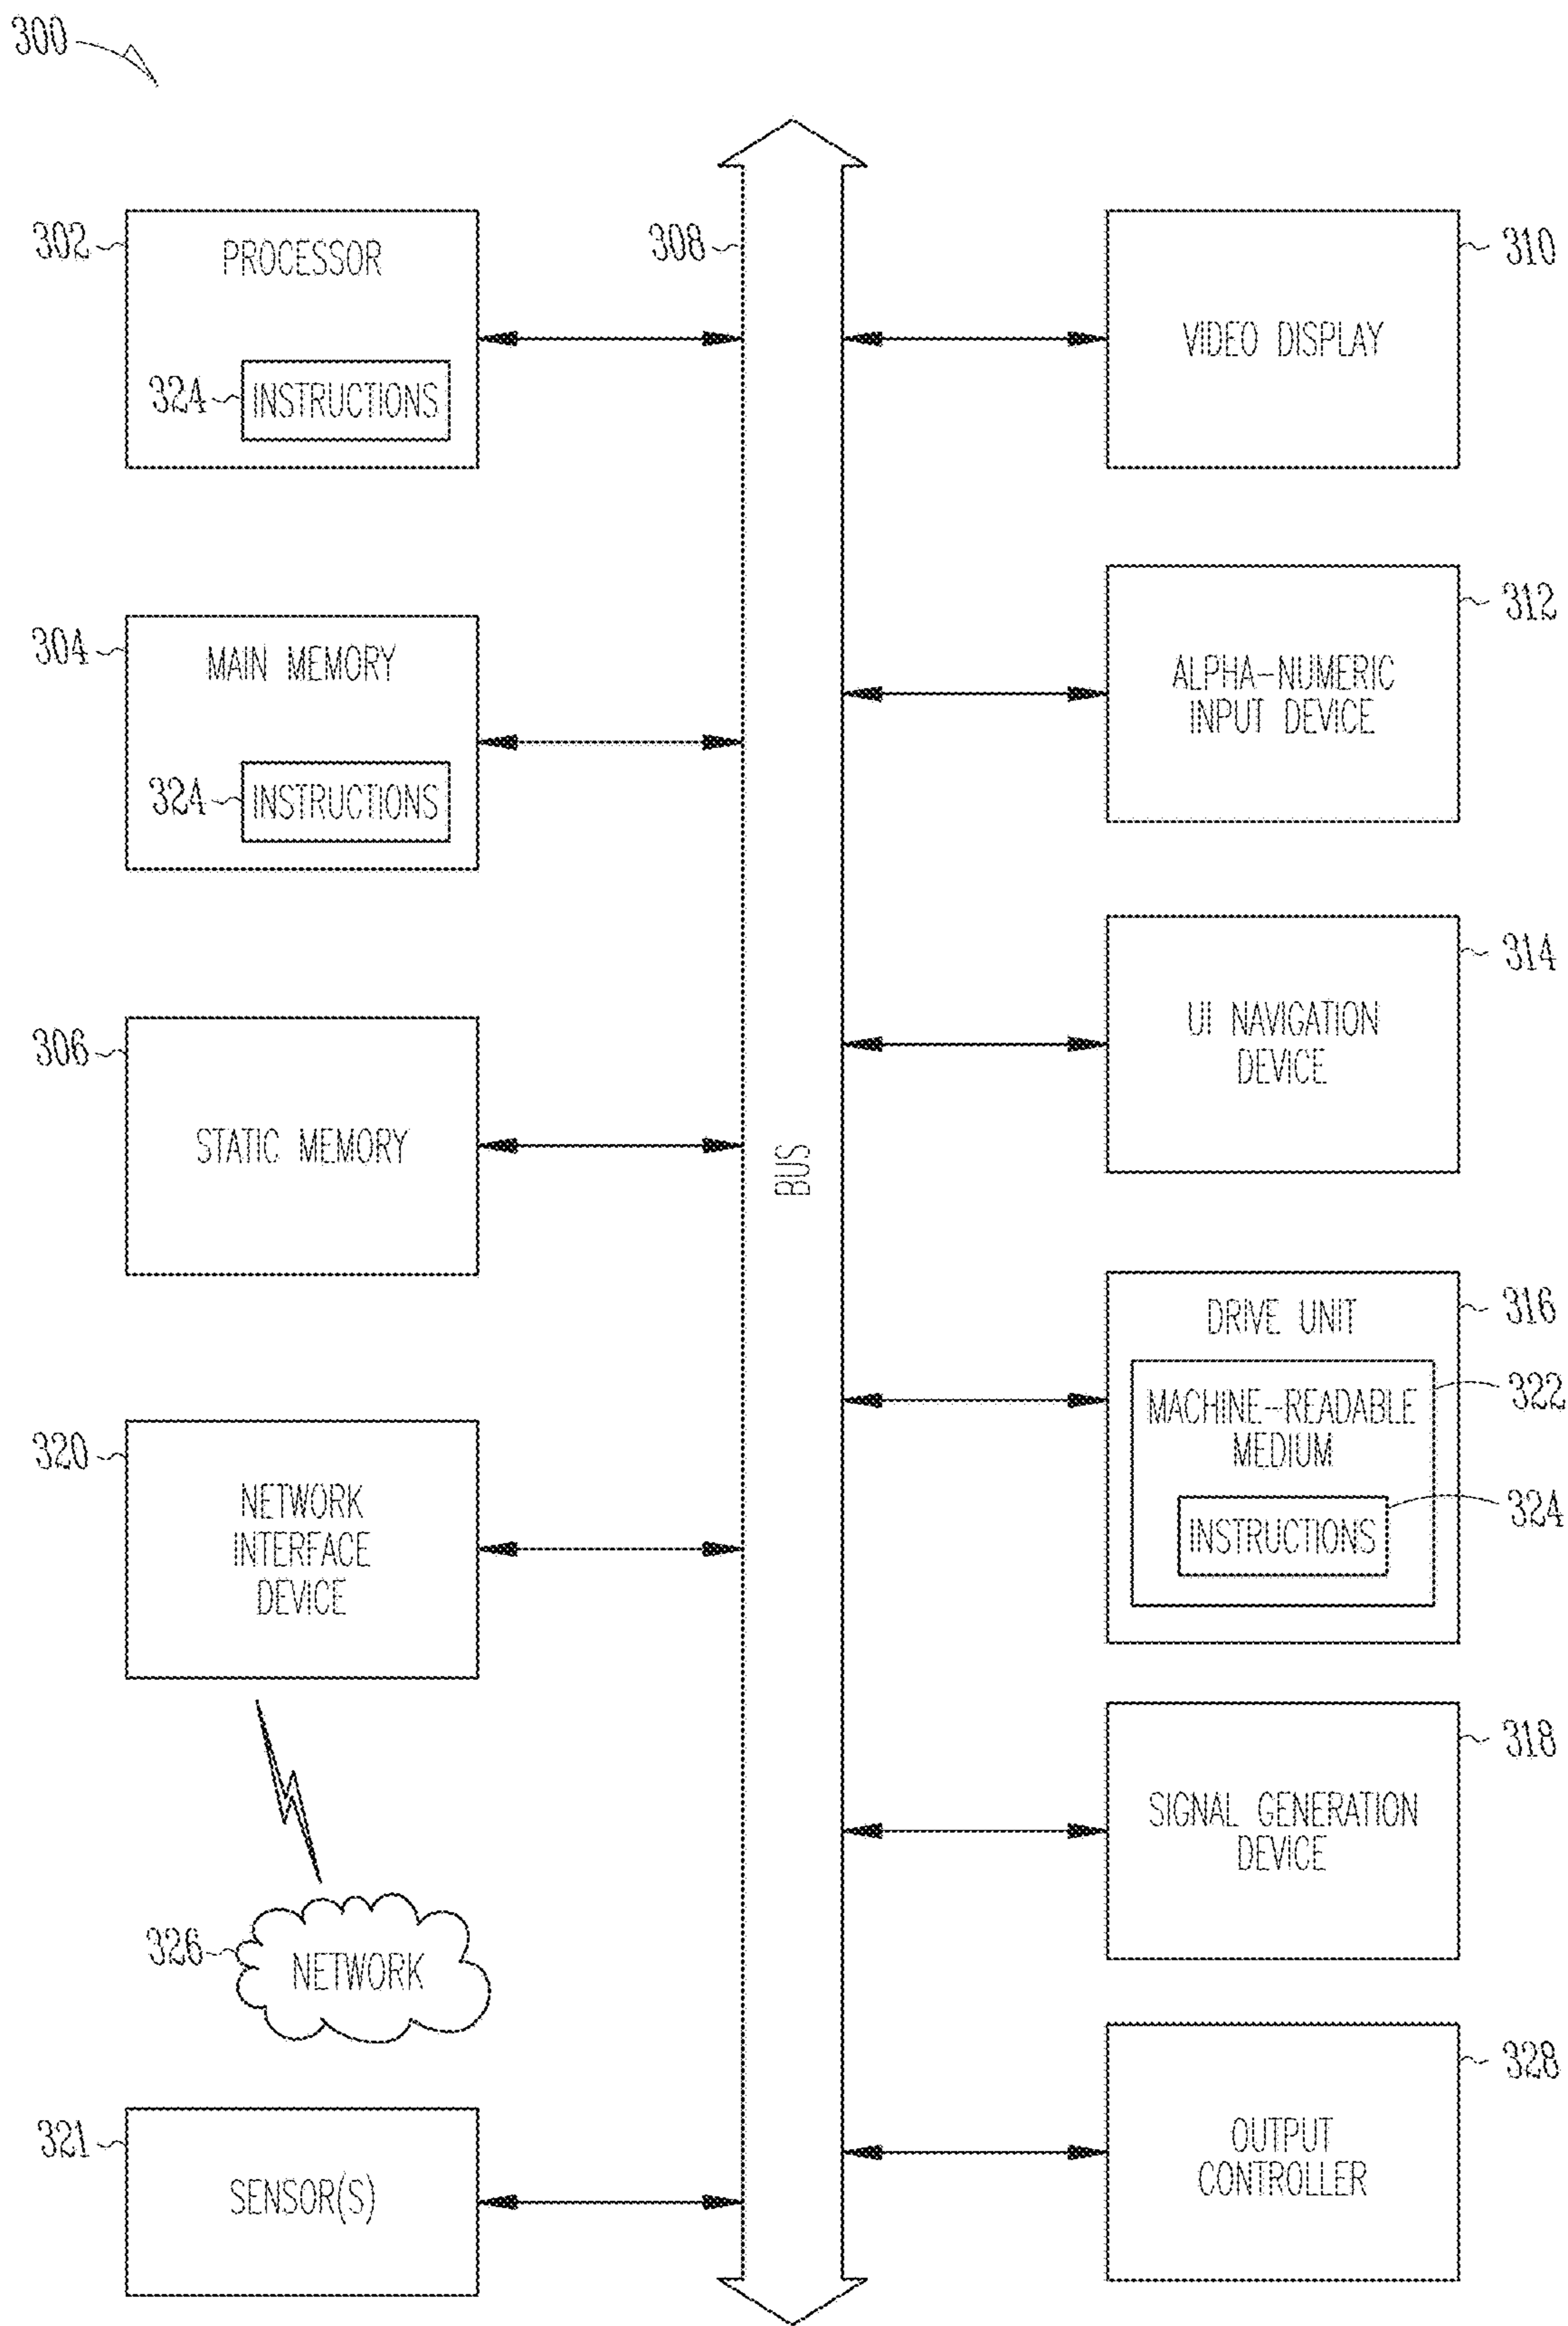 300
302
PROCESSOR
324
INSTRUCTIONS
304
MAIN MEMORY
324
INSTRUCTIONS
306
STATIC MEMORY
320
NETWORK
INTERFACE
DEVICE
326
NETWORK
321
SENSOR(S)
308
BUS
310
VIDEO DISPLAY
312
ALPHA-NUMERIC
INPUT DEVICE
314
UI NAVIGATION
DEVICE
316
DRIVE UNIT
322
MACHINE-READABLE
MEDIUM
324
INSTRUCTIONS
318
SIGNAL GENERATION
DEVICE
328
OUTPUT
CONTROLLER